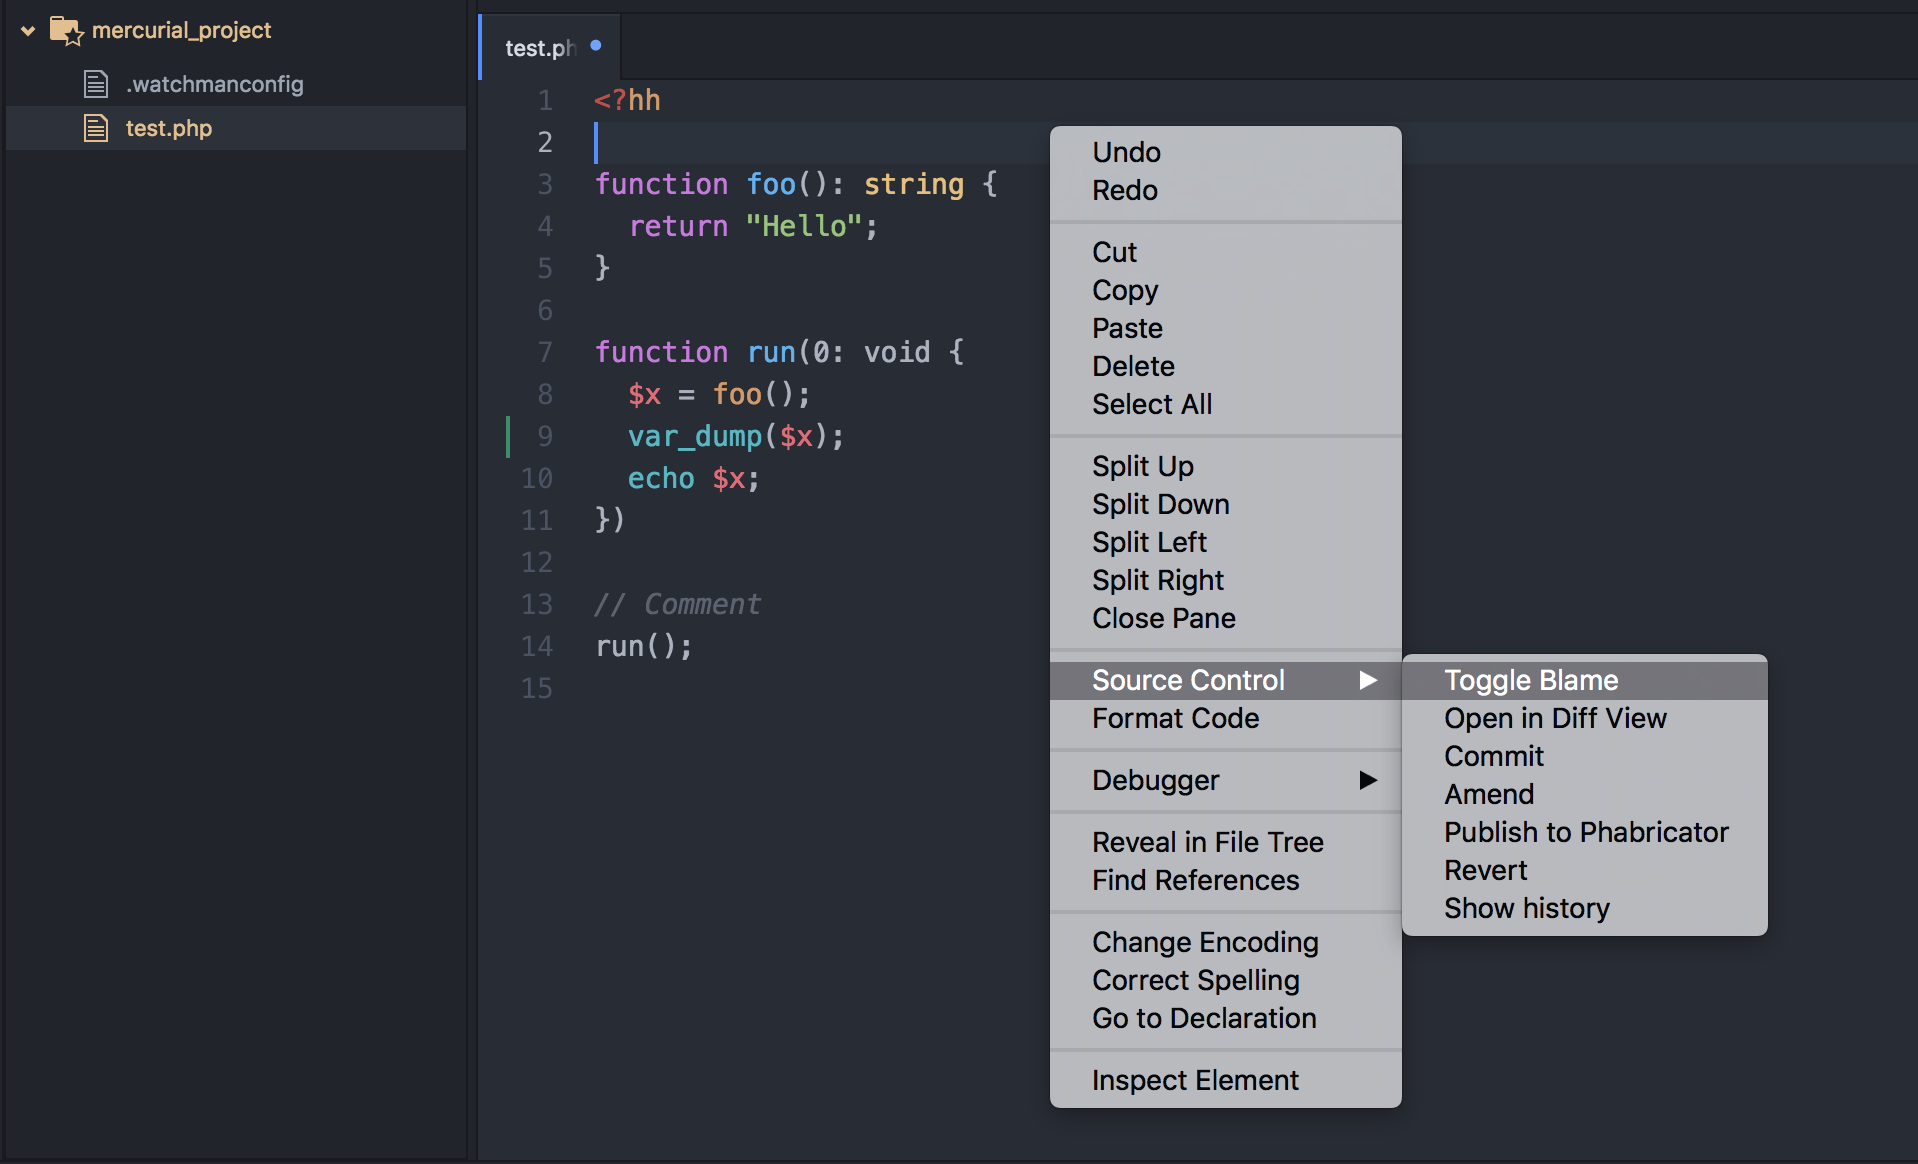 mercurial_project
.watchmanconfig
test.php
test.ph
1 <?hh
2
3 function foo(): string {
4   return "Hello";
5 }
6
7 function run(0: void {
8   $x = foo();
9   var_dump($x);
10   echo $x;
11 })
12
13 // Comment
14 run();
15
Undo
Redo
Cut
Copy
Paste
Delete
Select All
Split Up
Split Down
Split Left
Split Right
Close Pane
Source Control
Format Code
Debugger
Reveal in File Tree
Find References
Change Encoding
Correct Spelling
Go to Declaration
Inspect Element
Toggle Blame
Open in Diff View
Commit
Amend
Publish to Phabricator
Revert
Show history